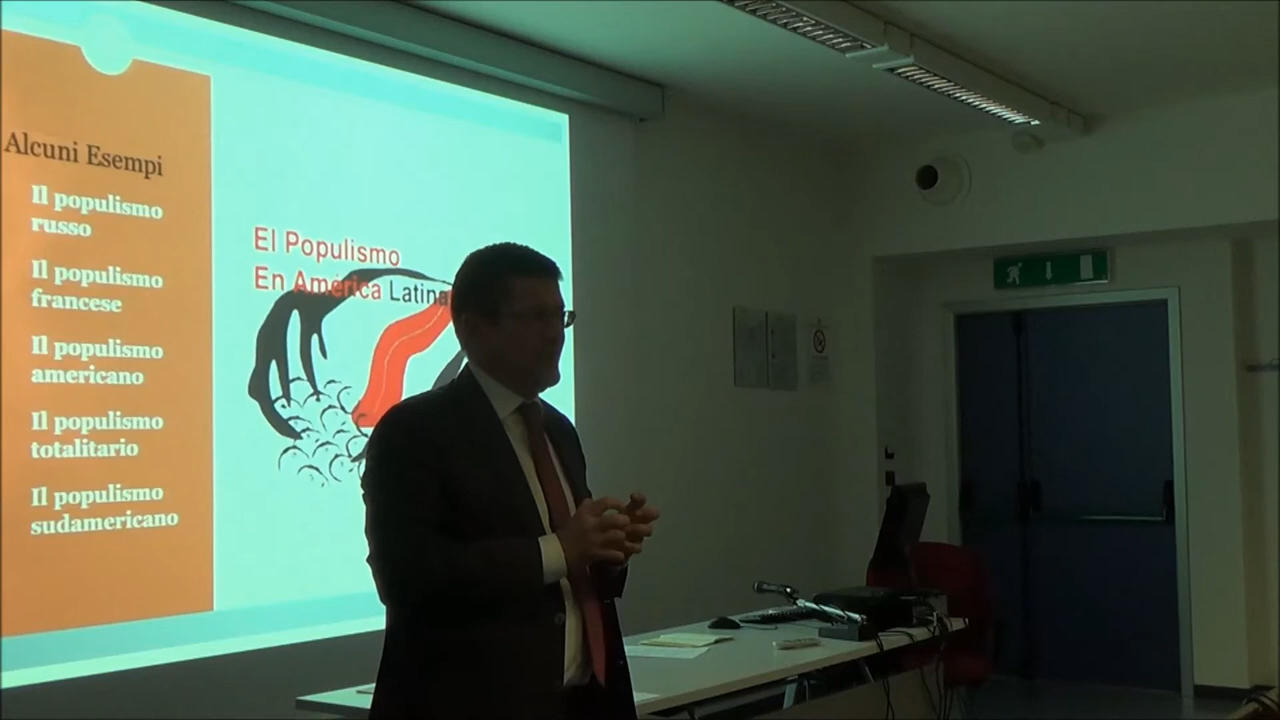 Alcuni Esempi
Il populismo
russo
Il populismo
francese
Il populismo
americano
Il populismo
totalitario
Il populismo
sudamericano
El Populismo
En América Latina